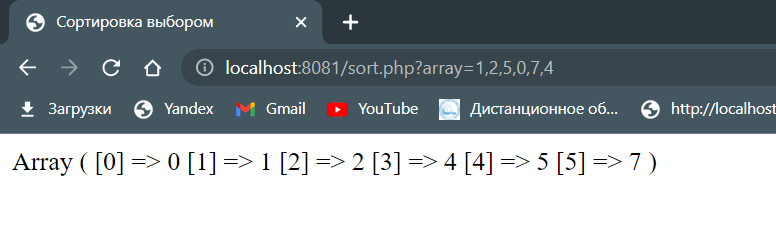 Сортировка выбором
localhost:8081/sort.php?array=1,2,5,0,7,4
Загрузки Yandex Gmail YouTube Дистанционное об... http://localhost
Array ( [0] => 0 [1] => 1 [2] => 2 [3] => 4 [4] => 5 [5] => 7 )